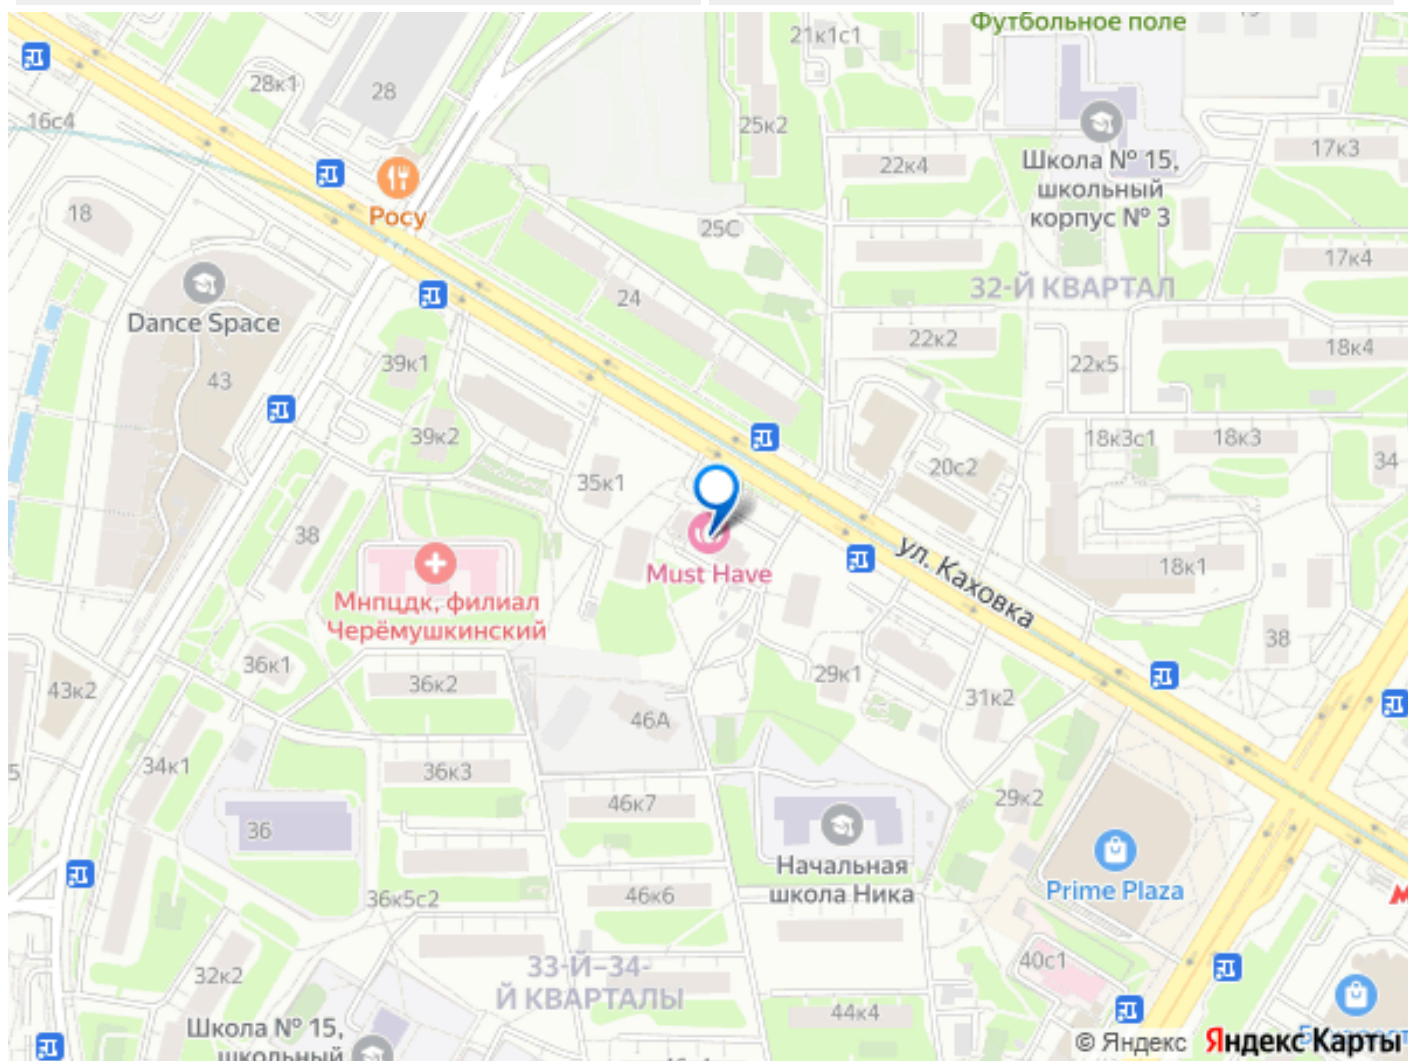 Футбольное поле
21к1с1
28к1
28
16с4
25к2
Школа № 15,
школьный
корпус № 3
17к3
22к4
Росу
18
25С
17к4
32-Й КВАРТАЛ
24
Dance Space
22к2
18к4
39к1
22к5
43
39к2
18к3с1
18к3
34
20с2
35к1
38
ул. Каховка
Must Have
18к1
Мнпцдк, филиал
Черёмушкинский
38
36к1
29к1
36к2
43к2
31к2
46А
34к1
36к3
5
29к2
46к7
36
Начальная
школа Ника
Prime Plaza
36к5с2
46к6
33-Й–34-
Й КВАРТАЛЫ
40с1
32к2
44к4
Школа № 15,
школьный
© Яндекс
Яндекс Карты